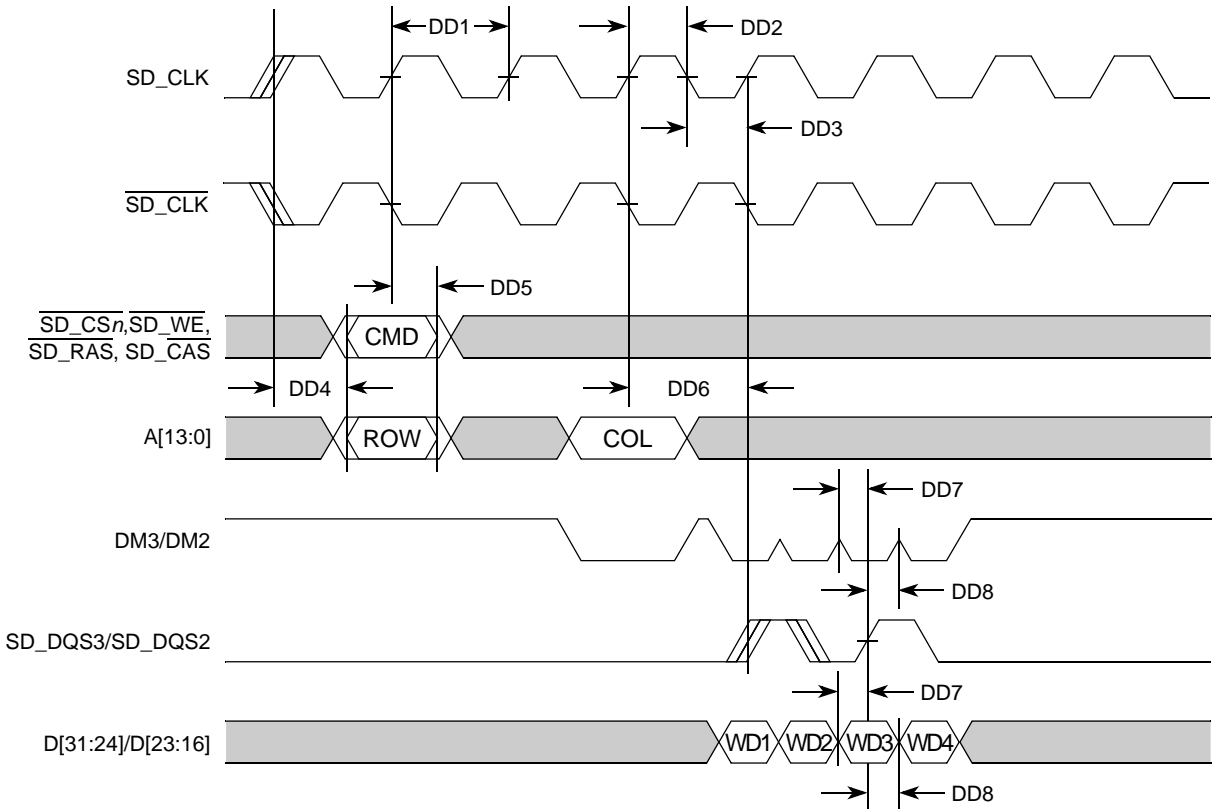 DD1
DD2
SD_CLK
DD3
SD_CLK
DD5
SD_CSn,SD_WE,
SD_RAS, SD_CAS
CMD
DD4
DD6
A[13:0]
ROW
COL
DD7
DM3/DM2
DD8
SD_DQS3/SD_DQS2
DD7
D[31:24]/D[23:16]
WD1
WD2
WD3
WD4
DD8